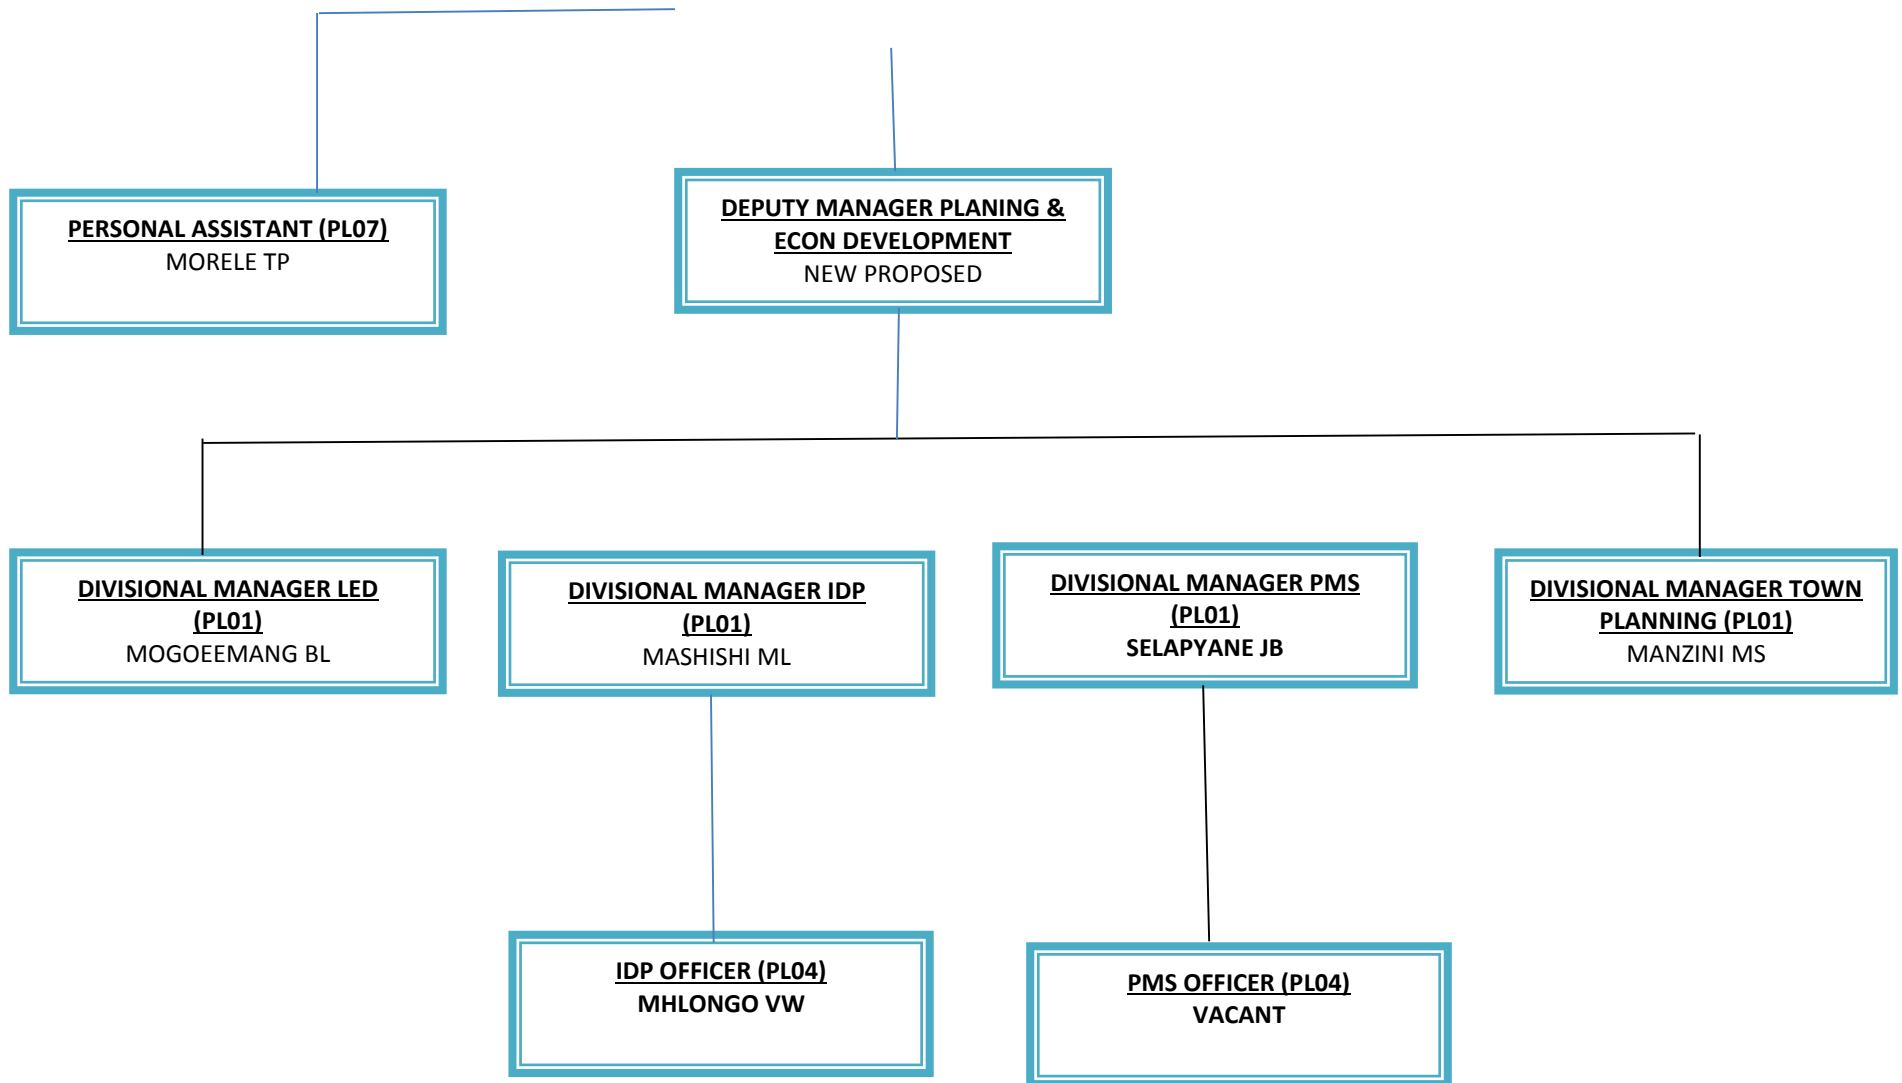 PERSONAL ASSISTANT (PL07)
MORELE TP
DEPUTY MANAGER PLANING &
ECON DEVELOPMENT
NEW PROPOSED
DIVISIONAL MANAGER LED
(PL01)
MOGOEEMANG BL
DIVISIONAL MANAGER IDP
(PL01)
MASHISHI ML
DIVISIONAL MANAGER PMS
(PL01)
SELAPYANE JB
DIVISIONAL MANAGER TOWN
PLANNING (PL01)
MANZINI MS
IDP OFFICER (PL04)
MHLONGO VW
PMS OFFICER (PL04)
VACANT